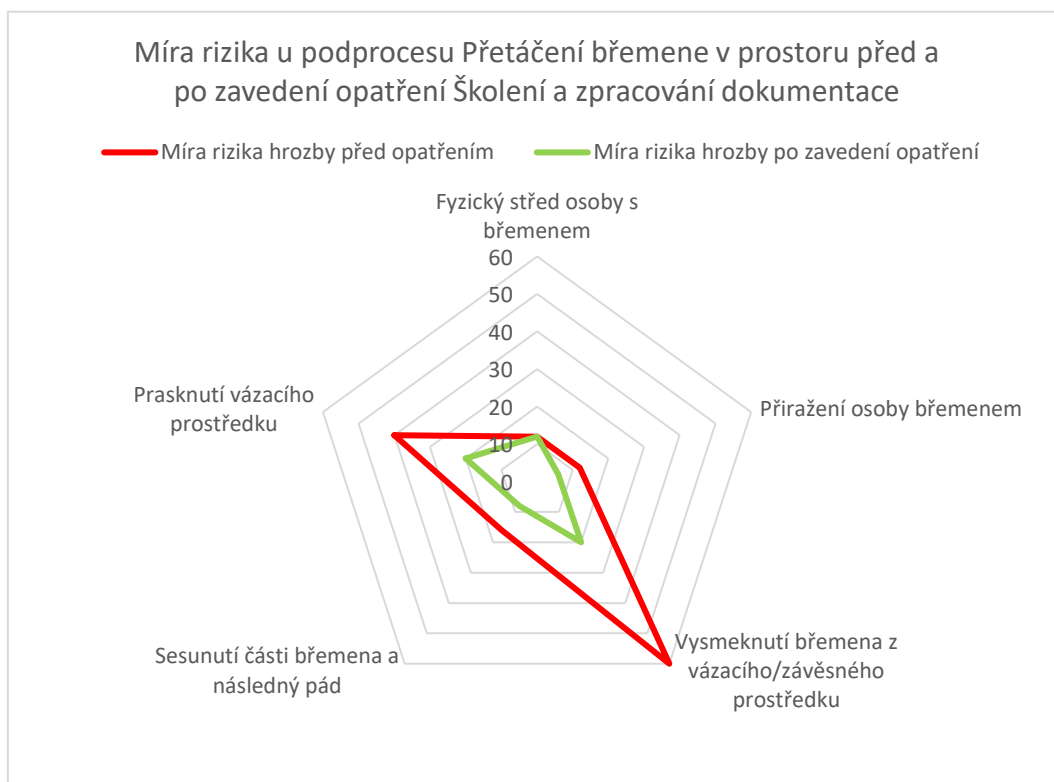 Míra rizika u podprocesu Přetáčení břemene v prostoru před a
po zavedení opatření Školení a zpracování dokumentace
Míra rizika hrozby před opatřením
Míra rizika hrozby po zavedení opatření
Fyzický střed osoby s
břemenem
60
50
40
30
20
10
0
Přiražení osoby břemenem
Vysmeknutí břemena z
vázacího/závěsného
prostředku
Sesunutí části břemena a
následný pád
Prasknutí vázacího
prostředku